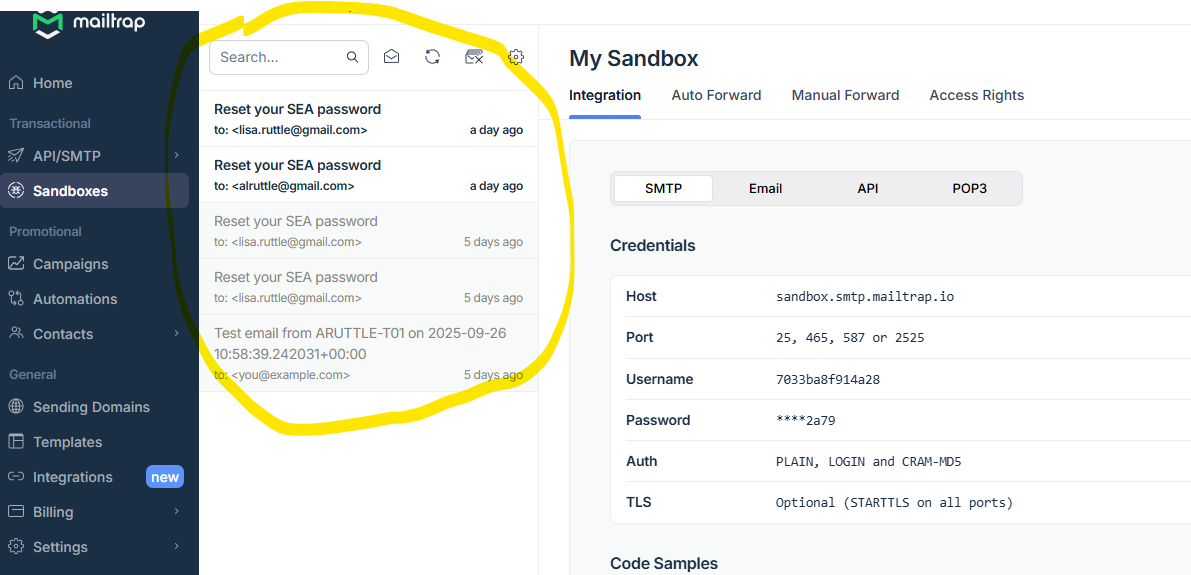 mailtrap
Home
Transactional
API/SMTP
Sandboxes
Promotional
Campaigns
Automations
Contacts
General
Sending Domains
Templates
Integrations new
Billing
Settings
Search...
Reset your SEA password
to: <lisa.ruttle@gmail.com> a day ago
Reset your SEA password
to: <alruttle@gmail.com> a day ago
Reset your SEA password
to: <lisa.ruttle@gmail.com> 5 days ago
Reset your SEA password
to: <lisa.ruttle@gmail.com> 5 days ago
Test email from ARUTTLE-T01 on 2025-09-26
10:58:39.242031+00:00
to: <you@example.com> 5 days ago
My Sandbox
Integration Auto Forward Manual Forward Access Rights
SMTP Email API POP3
Credentials
Host sandbox.smtp.mailtrap.io
Port 25, 465, 587 or 2525
Username 7033ba8f914a28
Password ****2a79
Auth PLAIN, LOGIN and CRAM-MD5
TLS Optional (STARTTLS on all ports)
Code Samples